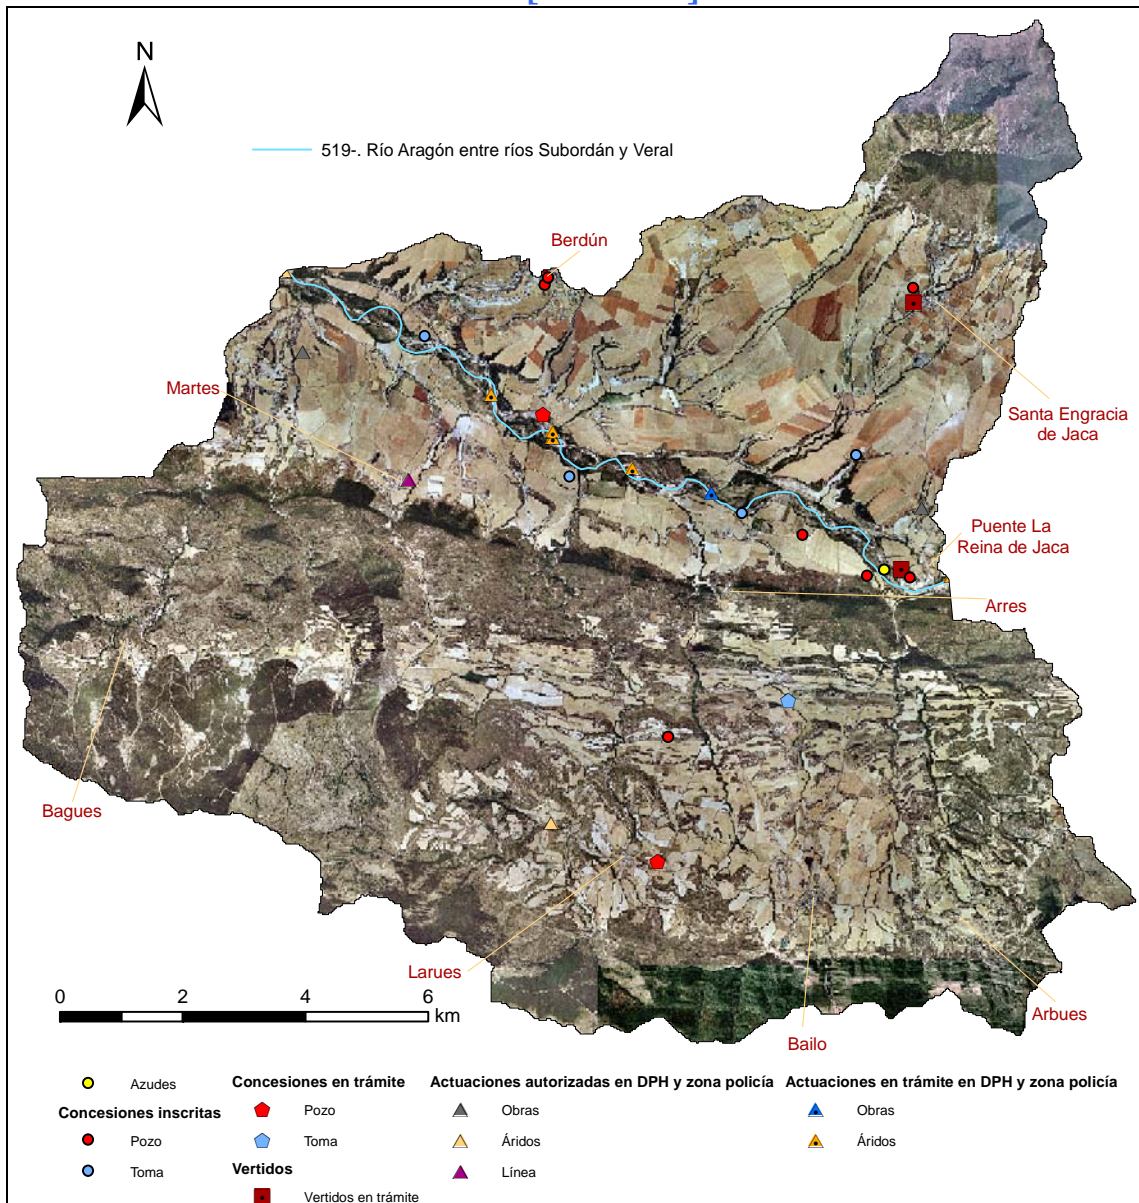 N
519-. Río Aragón entre ríos Subordán y Veral
Berdún
Martes
Santa Engracia
de Jaca
Puente La
Reina de Jaca
Arres
Bagues
Larues
Arbues
Bailo
0 2 4 6
km
Azudes
Concesiones inscritas
Pozo
Toma
Concesiones en trámite
Pozo
Toma
Vertidos
Vertidos en trámite
Actuaciones autorizadas en DPH y zona policía
Obras
Áridos
Línea
Actuaciones en trámite en DPH y zona policía
Obras
Áridos